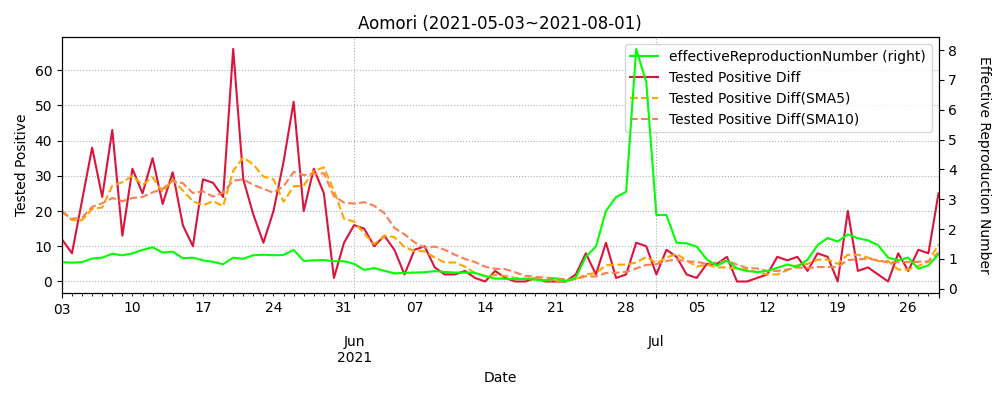 Aomori (2021-05-03~2021-08-01)
effectiveReproductionNumber (right)
Tested Positive Diff
Tested Positive Diff(SMA5)
Tested Positive Diff(SMA10)
Tested Positive
60
50
40
30
20
10
0
8
7
6
5
4
3
2
1
0
Effective Reproduction Number
03 10 17 24 31 07 14 21 28 05 12 19 26
Jun Jul
2021
Date